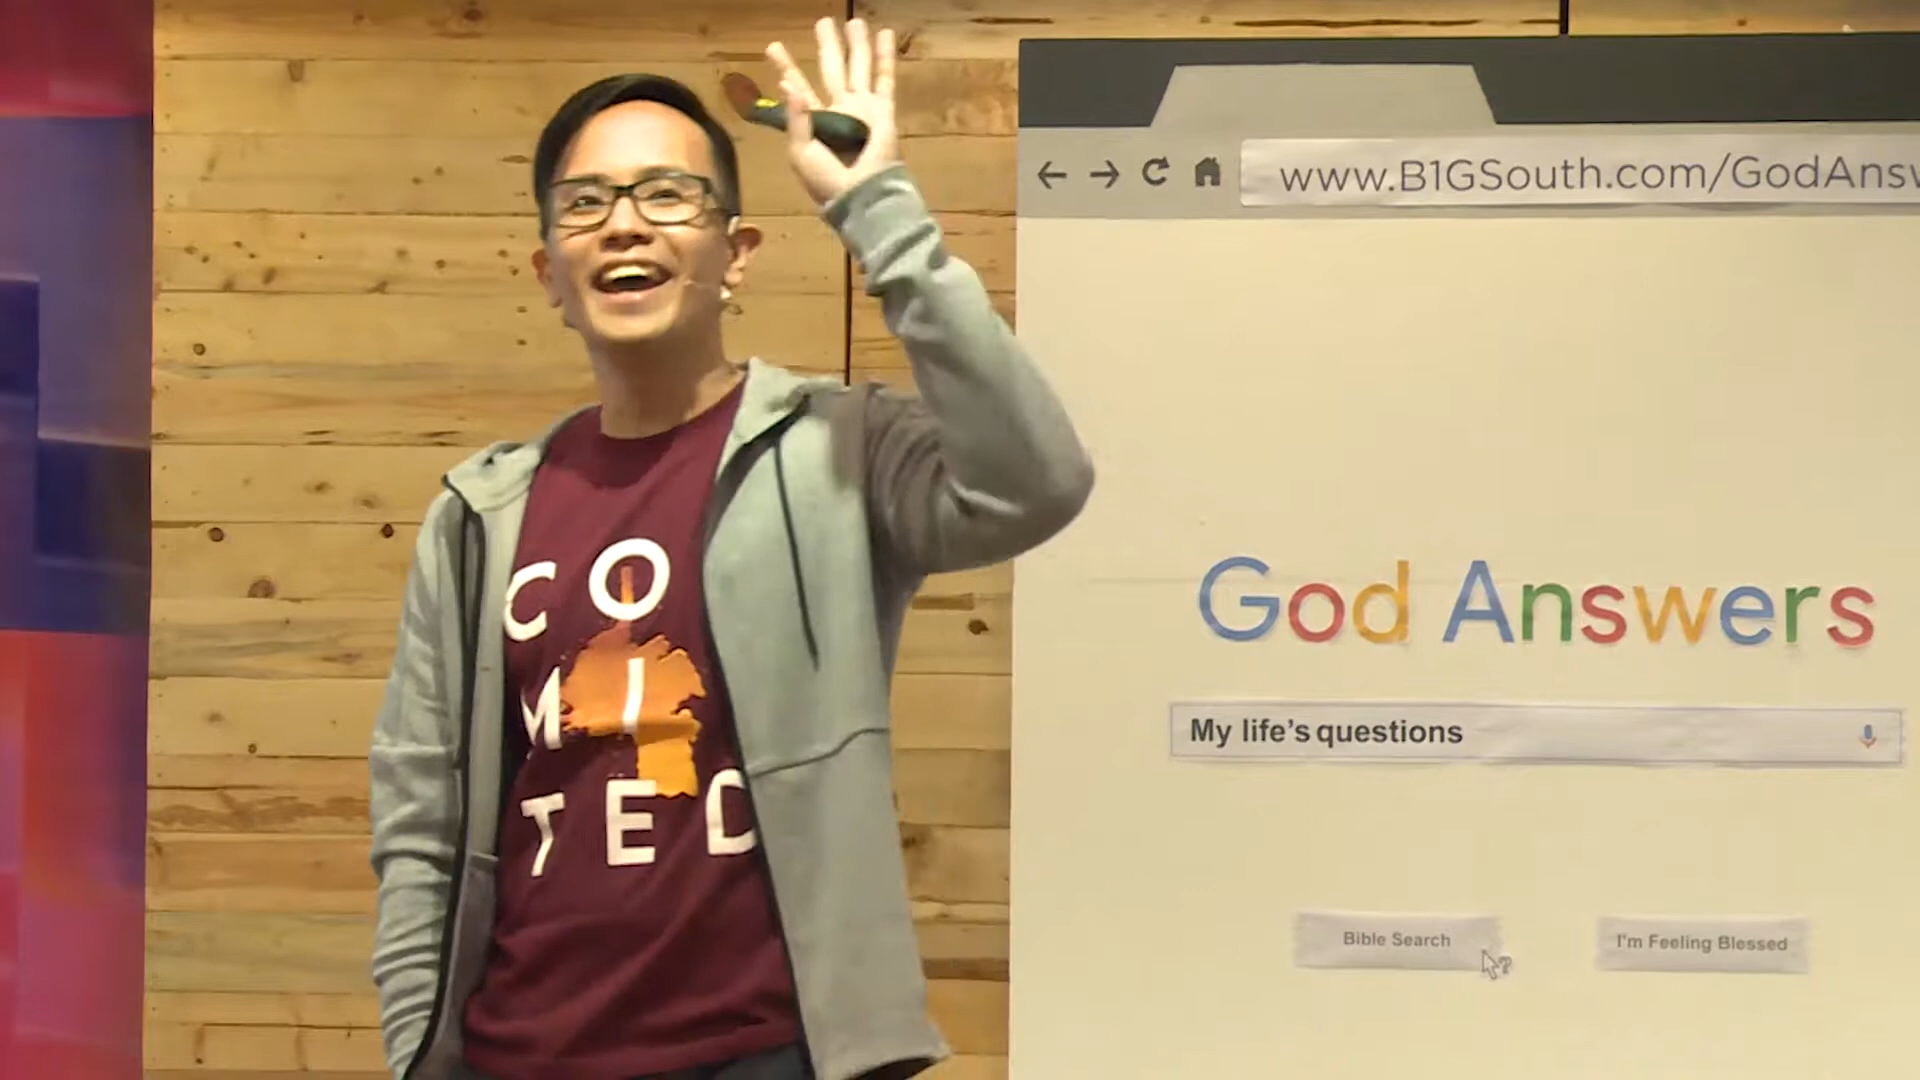 CO
MI
TED
www.B1GSouth.com/GodAnsw
God Answers
My life's questions
Bible Search
I'm Feeling Blessed